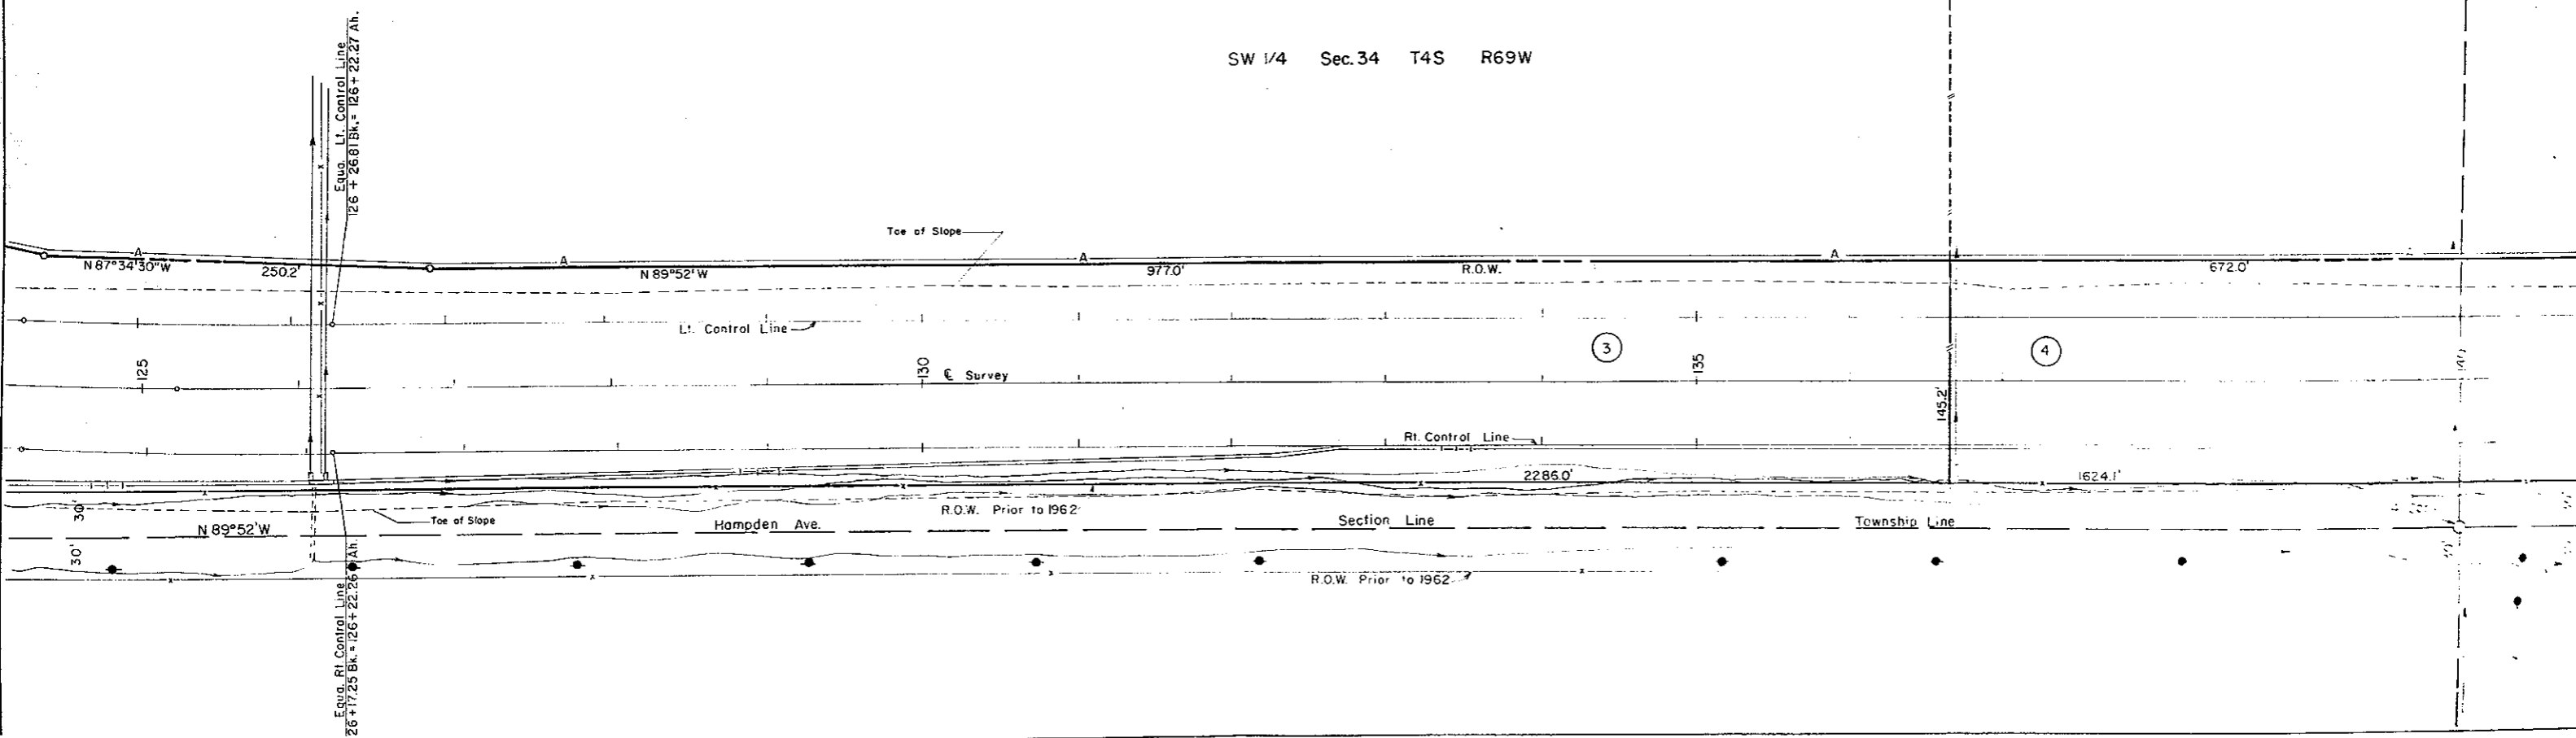 SW 1/4 Sec. 34 T4S R69W
Equa. Lt. Control Line
126 + 26.81 Bk. = 126 + 22.27 Ah.
Toe of Slope
A
A
A
A
N 87°34'30"W
250.2'
N 89°52'W
977.0'
R.O.W.
672.0'
Lt. Control Line
3
4
125
130
135
140
℄ Survey
145.2'
Rt. Control Line
2286.0'
1624.1'
30'
Toe of Slope
R.O.W. Prior to 1962
N 89°52'W
Hampden Ave.
Section Line
Township Line
30'
R.O.W. Prior to 1962
Equa. Rt. Control Line
26 + 17.25 Bk. = 126 + 22.26 Ah.